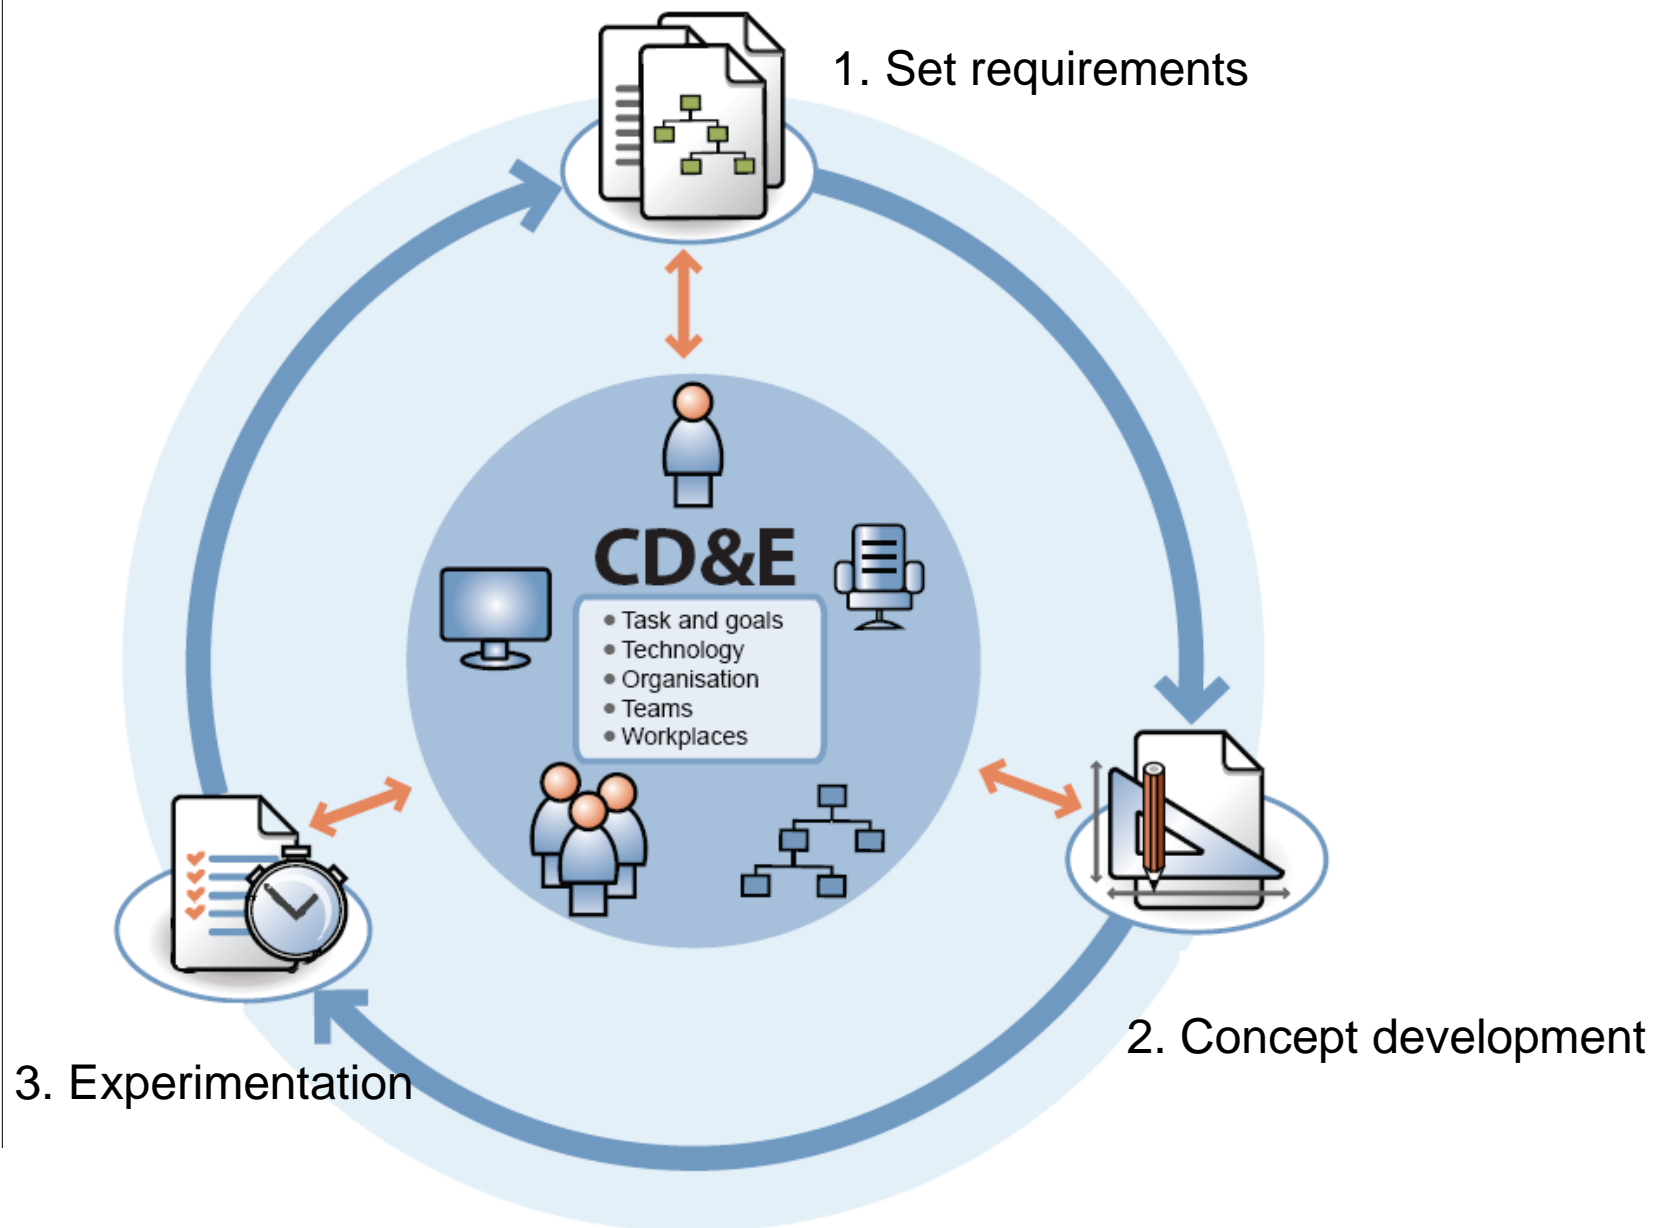 1. Set requirements
CD&E
• Task and goals
• Technology
• Organisation
• Teams
• Workplaces
2. Concept development
3. Experimentation